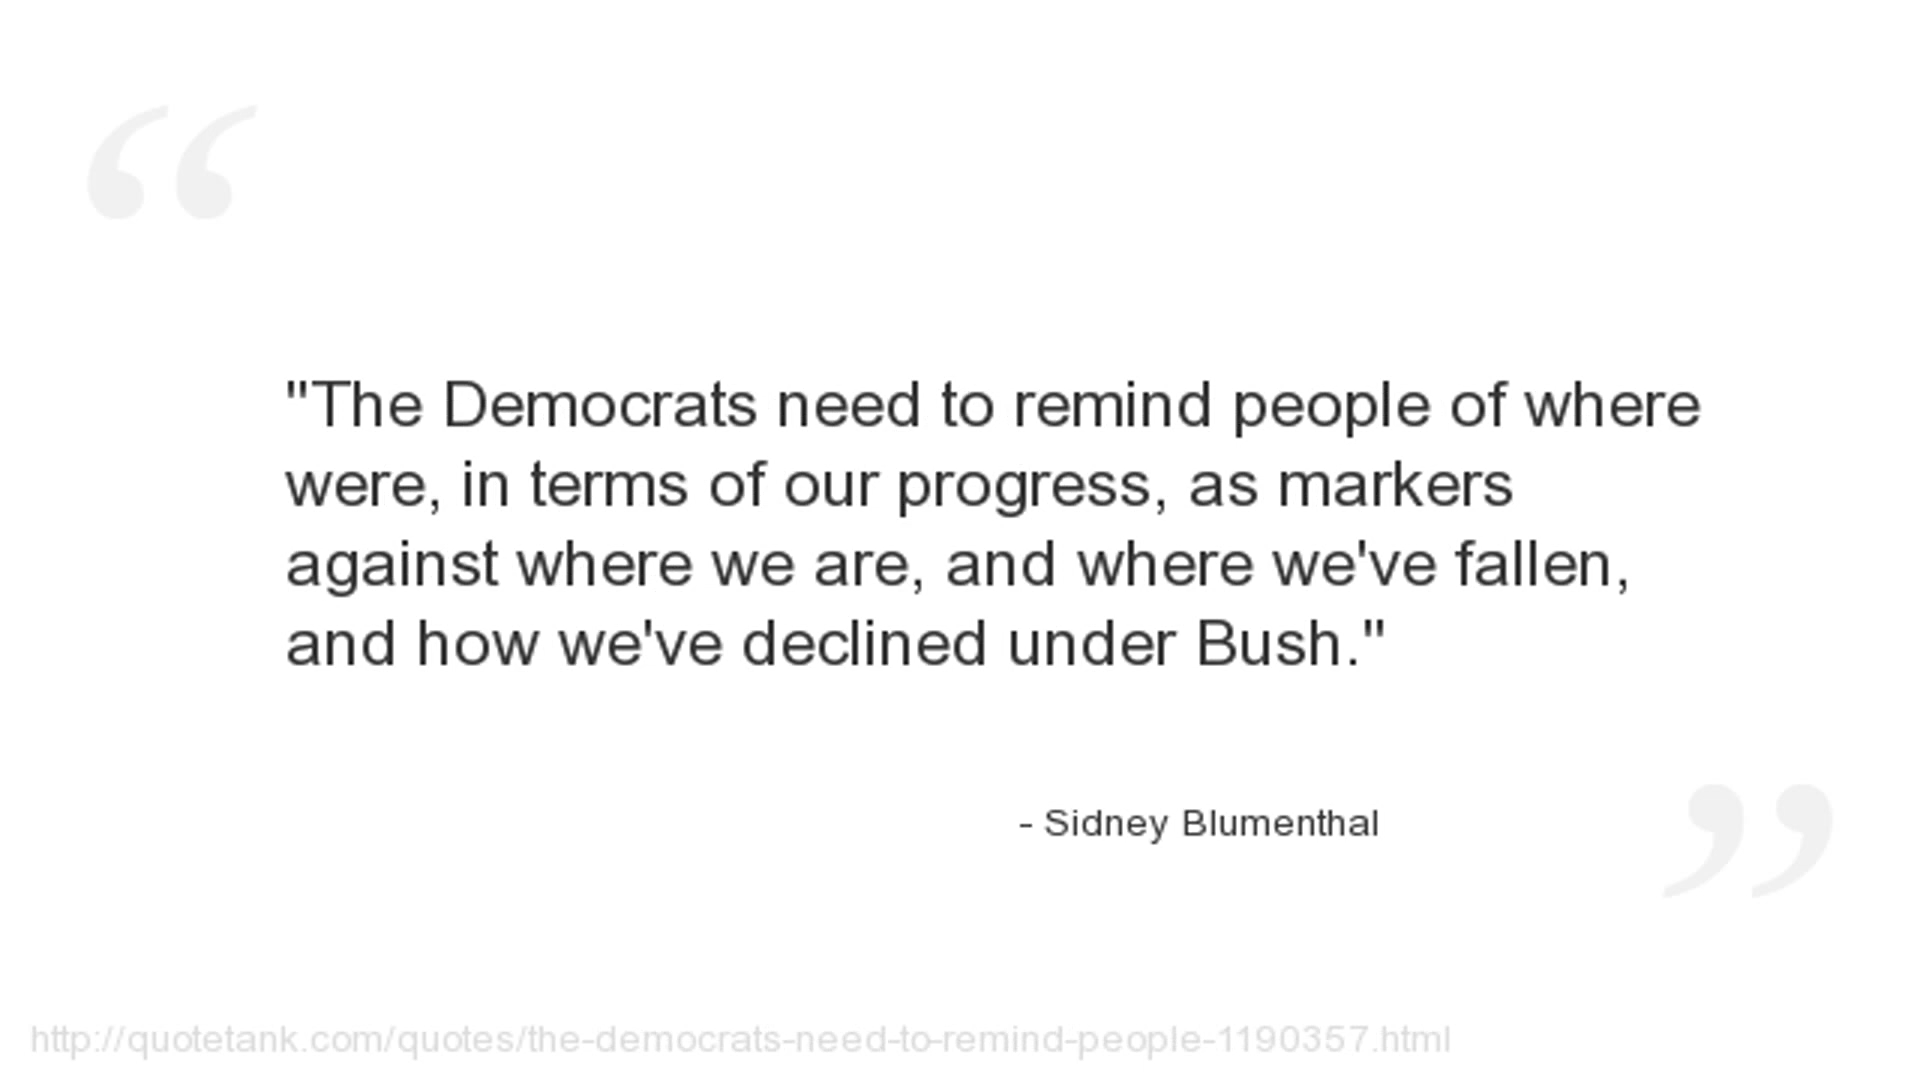 "The Democrats need to remind people of where
were, in terms of our progress, as markers
against where we are, and where we've fallen,
and how we've declined under Bush."
- Sidney Blumenthal
http://quotetank.com/quotes/the-democrats-need-to-remind-people-1190357.html